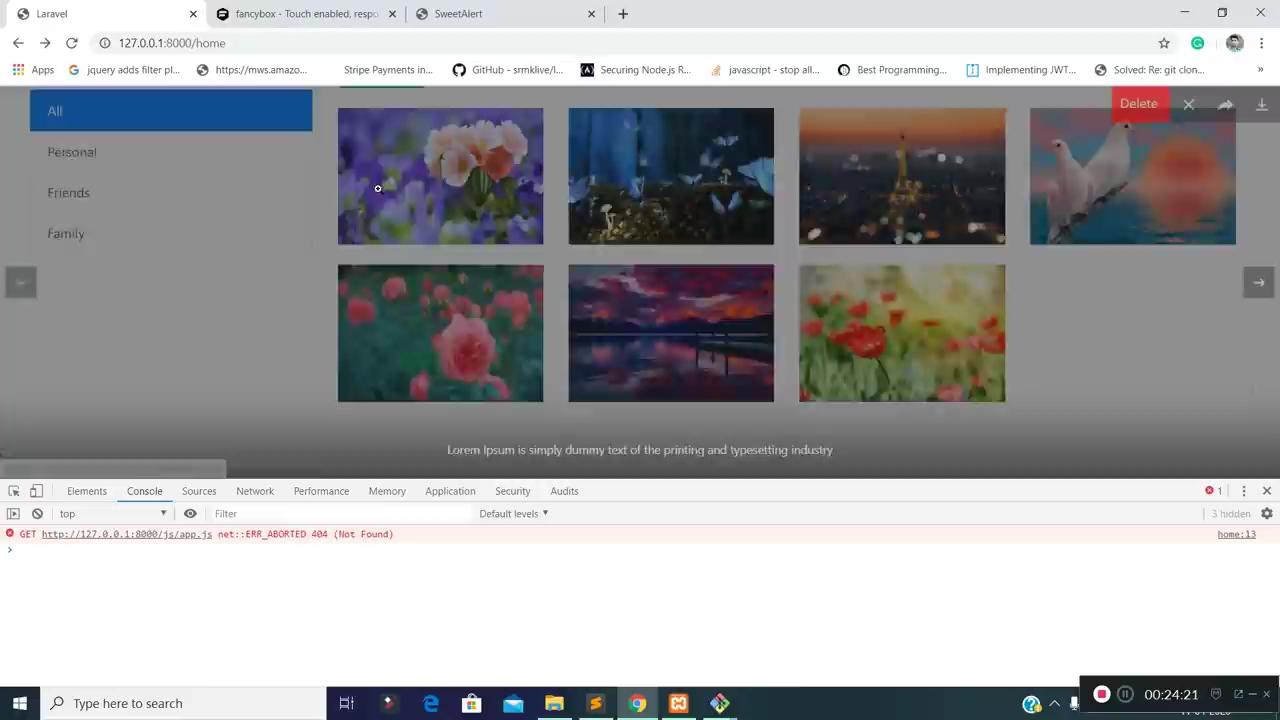 Laravel
fancybox - Touch enabled, respo
SweetAlert
127.0.0.1:8000/home
Apps
jquery adds filter pl...
https://mws.amazo...
Stripe Payments in...
GitHub - srmklive/l...
Securing Node.js R...
javascript - stop all...
Best Programming...
Implementing JWT...
Solved: Re: git clon...
»
All
Personal
Friends
Family
Delete
Lorem Ipsum is simply dummy text of the printing and typesetting industry
Elements
Console
Sources
Network
Performance
Memory
Application
Security
Audits
1
top
Filter
Default levels
3 hidden
GET http://127.0.0.1:8000/js/app.js net::ERR_ABORTED 404 (Not Found)
home:13
Type here to search
00:24:21